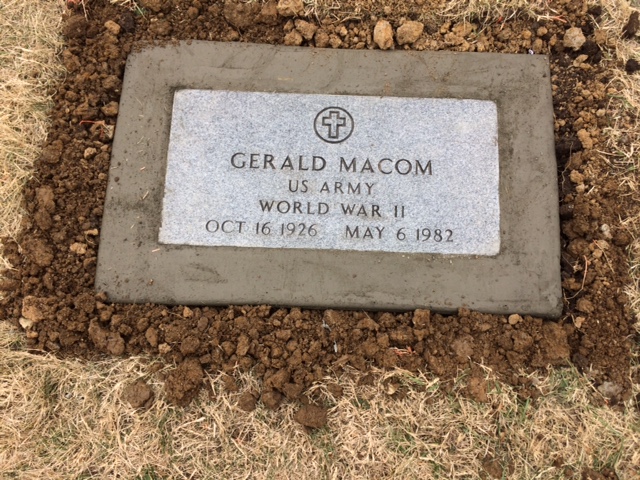 GERALD MACOM
US ARMY
WORLD WAR II
OCT 16 1926 MAY 6 1982